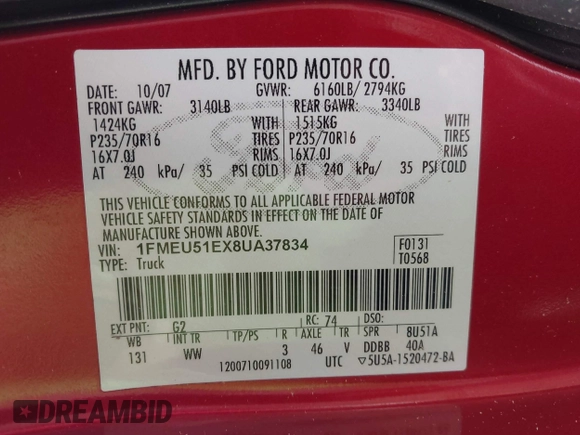 MFD. BY FORD MOTOR CO.
DATE: 10/07 GVWR: 6160LB/ 2794KG
FRONT GAWR: 3140LB REAR GAWR: 3340LB
1424KG WITH 1515KG WITH
P235/70R16 TIRES P235/70R16 TIRES
16X7.0J RIMS 16X7.0J RIMS
AT 240 kPa/ 35 PSI COLD AT 240 kPa/ 35 PSI COLD
THIS VEHICLE CONFORMS TO ALL APPLICABLE FEDERAL MOTOR
VEHICLE SAFETY STANDARDS IN EFFECT ON THE DATE OF
MANUFACTURE SHOWN ABOVE.
VIN: 1FMEU51EX8UA37834 F0131
TYPE: Truck T0568
EXT PNT: G2 RC: 74 DSO:
WB INT TR TP/PS R AXLE TR SPR 8U51A
131 WW 3 46 V DDBB 40A
1200710091108 UTC ▽5U5A-1520472-BA
Ford
DREAMBID